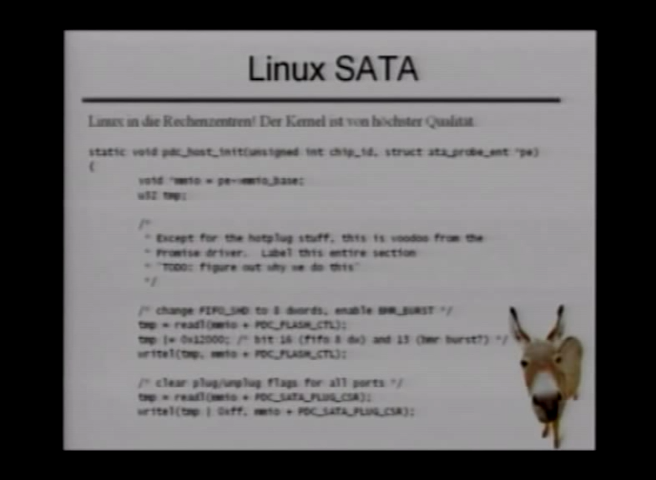 Linux SATA
Linux in die Rechenzentren! Der Kernel ist von höchster Qualität.
static void pdc_host_init(unsigned int chip_id, struct ata_probe_ent *pe)
{
void *mmio = pe->mmio_base;
u32 tmp;
/*
* Except for the hotplug stuff, this is voodoo from the
* Promise driver. Label this entire section
* "TODO: figure out why we do this"
*/
/* change FIFO_SHD to 8 dwords, enable BMR_BURST */
tmp = readl(mmio + PDC_FLASH_CTL);
tmp |= 0x12000; /* bit 16 (fifo 8 dw) and 13 (bmr burst?) */
writel(tmp, mmio + PDC_FLASH_CTL);
/* clear plug/unplug flags for all ports */
tmp = readl(mmio + PDC_SATA_PLUG_CSR);
writel(tmp | 0xff, mmio + PDC_SATA_PLUG_CSR);